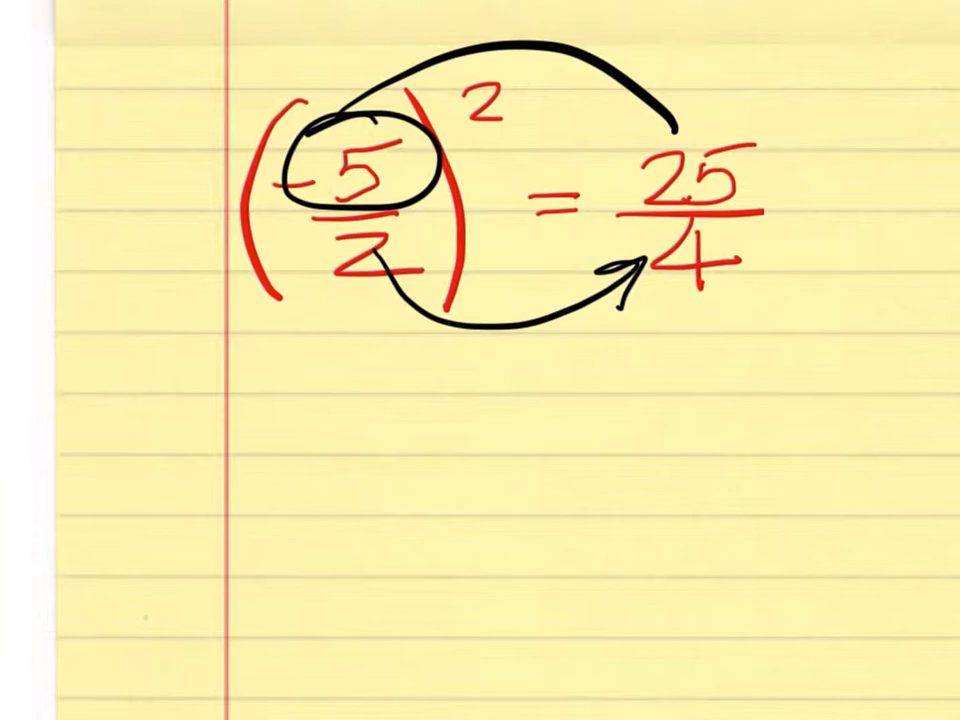 (-5/2)² = 25/4